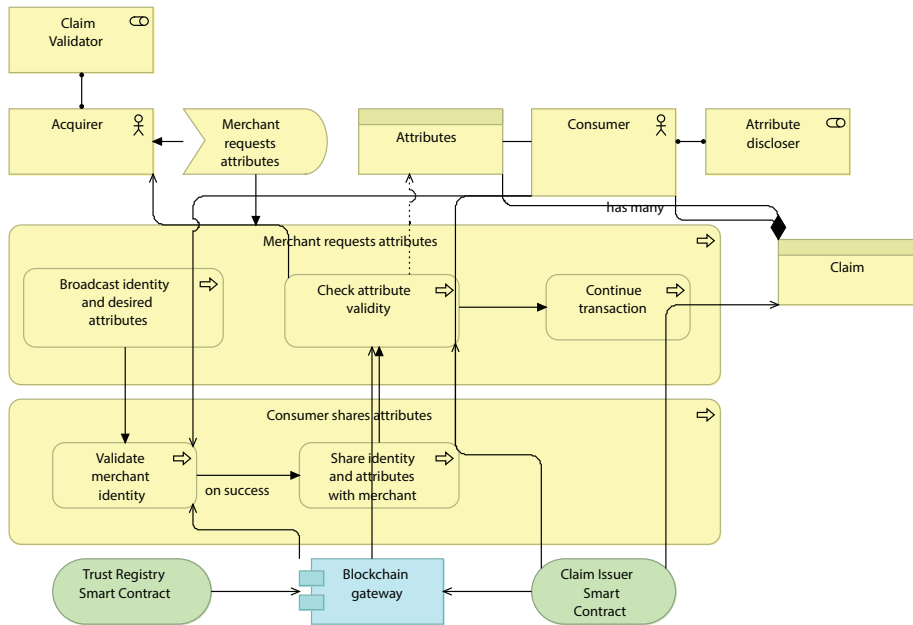 Claim
Validator
Acquirer
Merchant
requests
attributes
Attributes
Consumer
Atrribute
discloser
has many
Merchant requests attributes
Claim
Broadcast identity
and desired
attributes
Check attribute
validity
Continue
transaction
Consumer shares attributes
Validate
merchant
identity
on success
Share identity
and attributes
with merchant
Trust Registry
Smart Contract
Blockchain
gateway
Claim Issuer
Smart
Contract